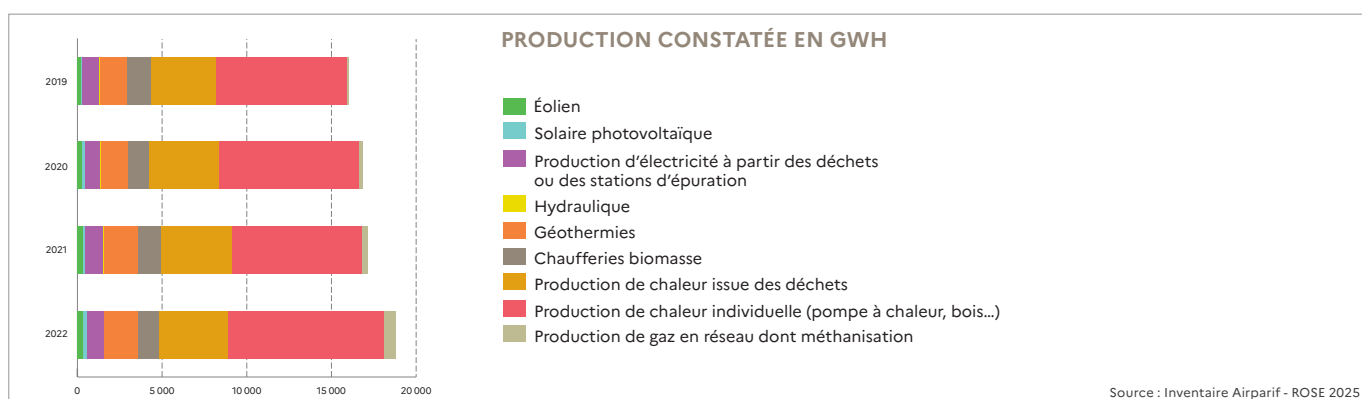 PRODUCTION CONSTATÉE EN GWH
2019
2020
2021
2022
0
5 000
10 000
15 000
20 000
Éolien
Solaire photovoltaïque
Production d’électricité à partir des déchets
ou des stations d’épuration
Hydraulique
Géothermies
Chaufferies biomasse
Production de chaleur issue des déchets
Production de chaleur individuelle (pompe à chaleur, bois…)
Production de gaz en réseau dont méthanisation
Source : Inventaire Airparif - ROSE 2025